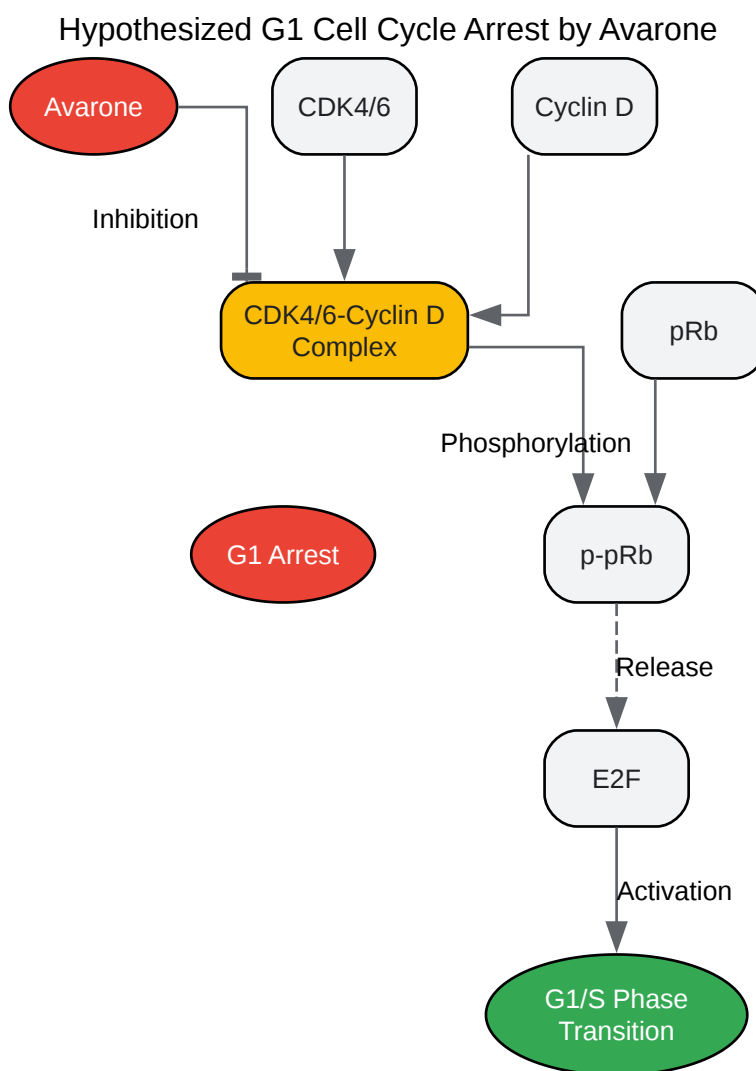 Hypothesized G1 Cell Cycle Arrest by Avarone
Avarone
CDK4/6
Cyclin D
Inhibition
CDK4/6-Cyclin D
Complex
pRb
Phosphorylation
G1 Arrest
p-pRb
Release
E2F
Activation
G1/S Phase
Transition